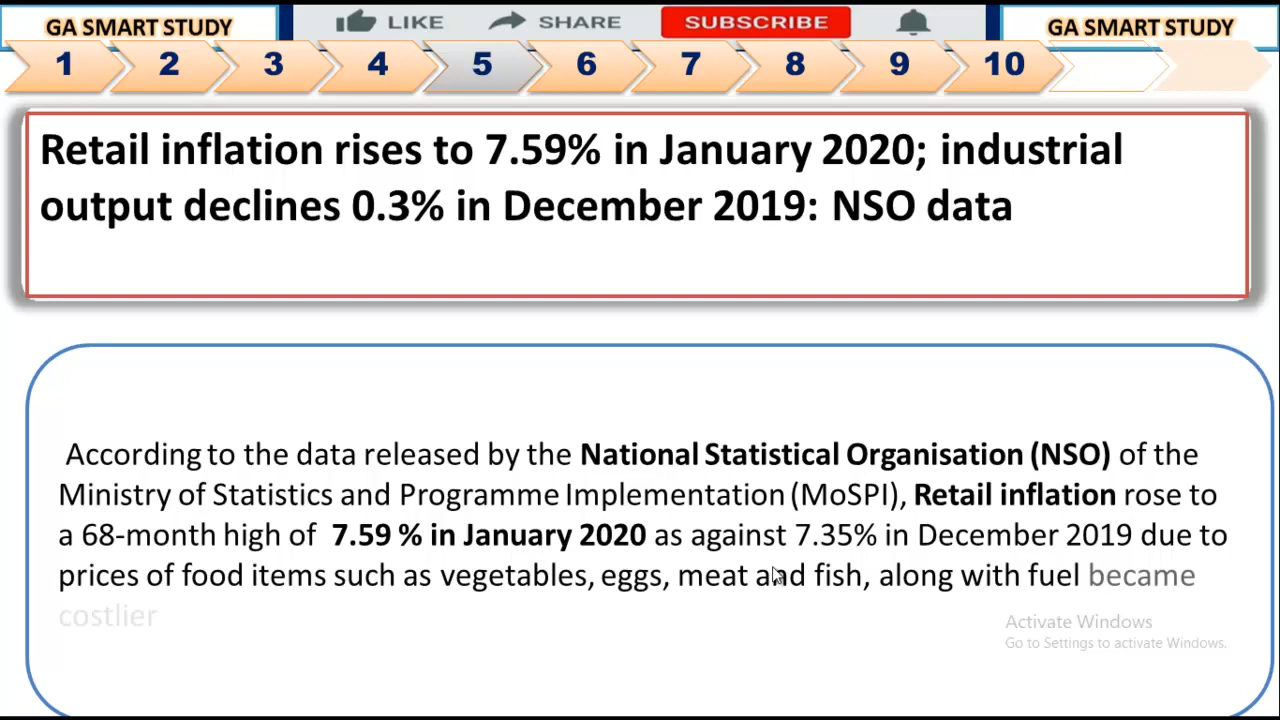 GA SMART STUDY
LIKE
SHARE
SUBSCRIBE
GA SMART STUDY
1 2 3 4 5 6 7 8 9 10
Retail inflation rises to 7.59% in January 2020; industrial
output declines 0.3% in December 2019: NSO data
According to the data released by the National Statistical Organisation (NSO) of the
Ministry of Statistics and Programme Implementation (MoSPI), Retail inflation rose to
a 68-month high of 7.59 % in January 2020 as against 7.35% in December 2019 due to
prices of food items such as vegetables, eggs, meat and fish, along with fuel became
costlier
Activate Windows
Go to Settings to activate Windows.